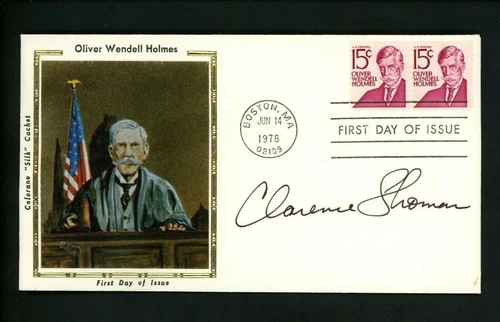 Oliver Wendell Holmes
Colorano "Silk" Cachet
First Day of Issue
BOSTON, MA
JUN 14
1978
02109
15¢
OLIVER
WENDELL
HOLMES
15¢
OLIVER
WENDELL
HOLMES
FIRST DAY OF ISSUE
Clarence Thomas